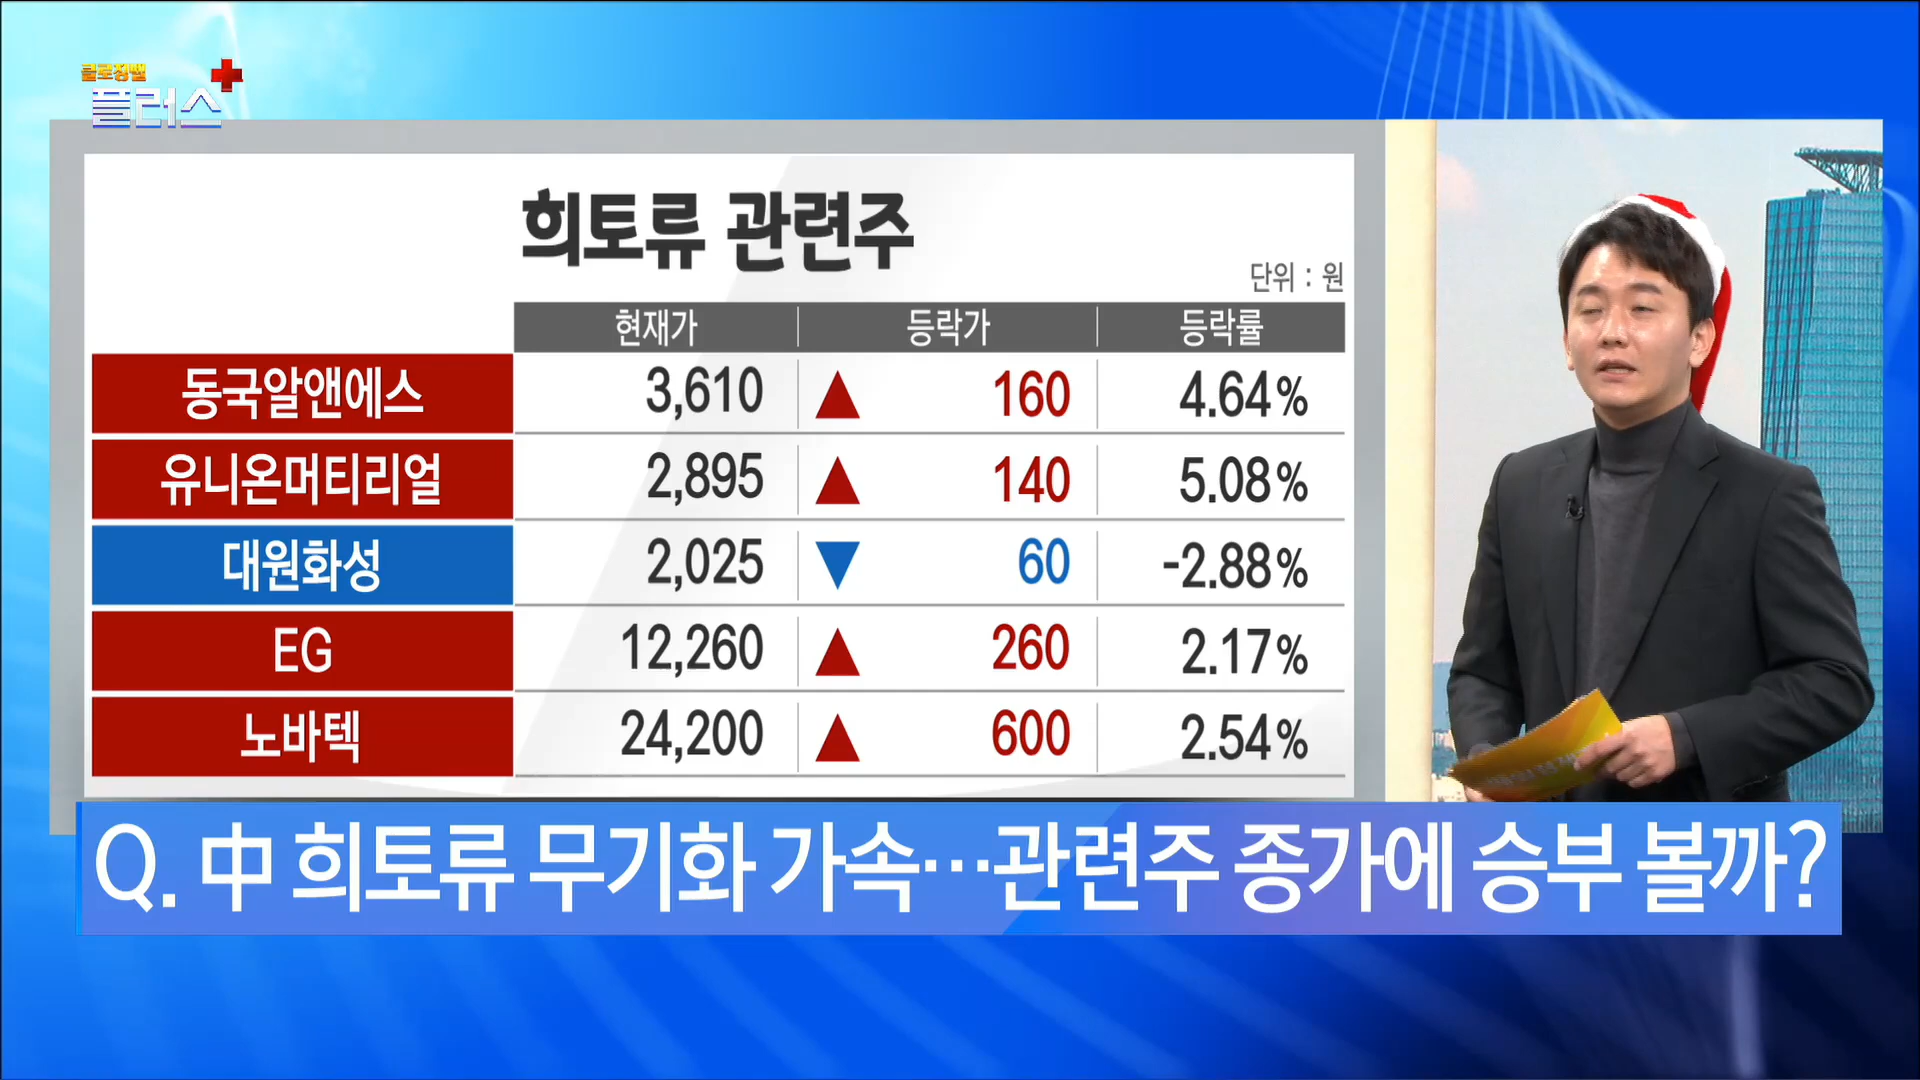 클로징벨
플러스
희토류 관련주
단위 : 원
현재가 등락가 등락률
동국알앤에스 3,610 ▲ 160 4.64%
유니온머티리얼 2,895 ▲ 140 5.08%
대원화성 2,025 ▼ 60 -2.88%
EG 12,260 ▲ 260 2.17%
노바텍 24,200 ▲ 600 2.54%
Q. 中 희토류 무기화 가속…관련주 종가에 승부 볼까?